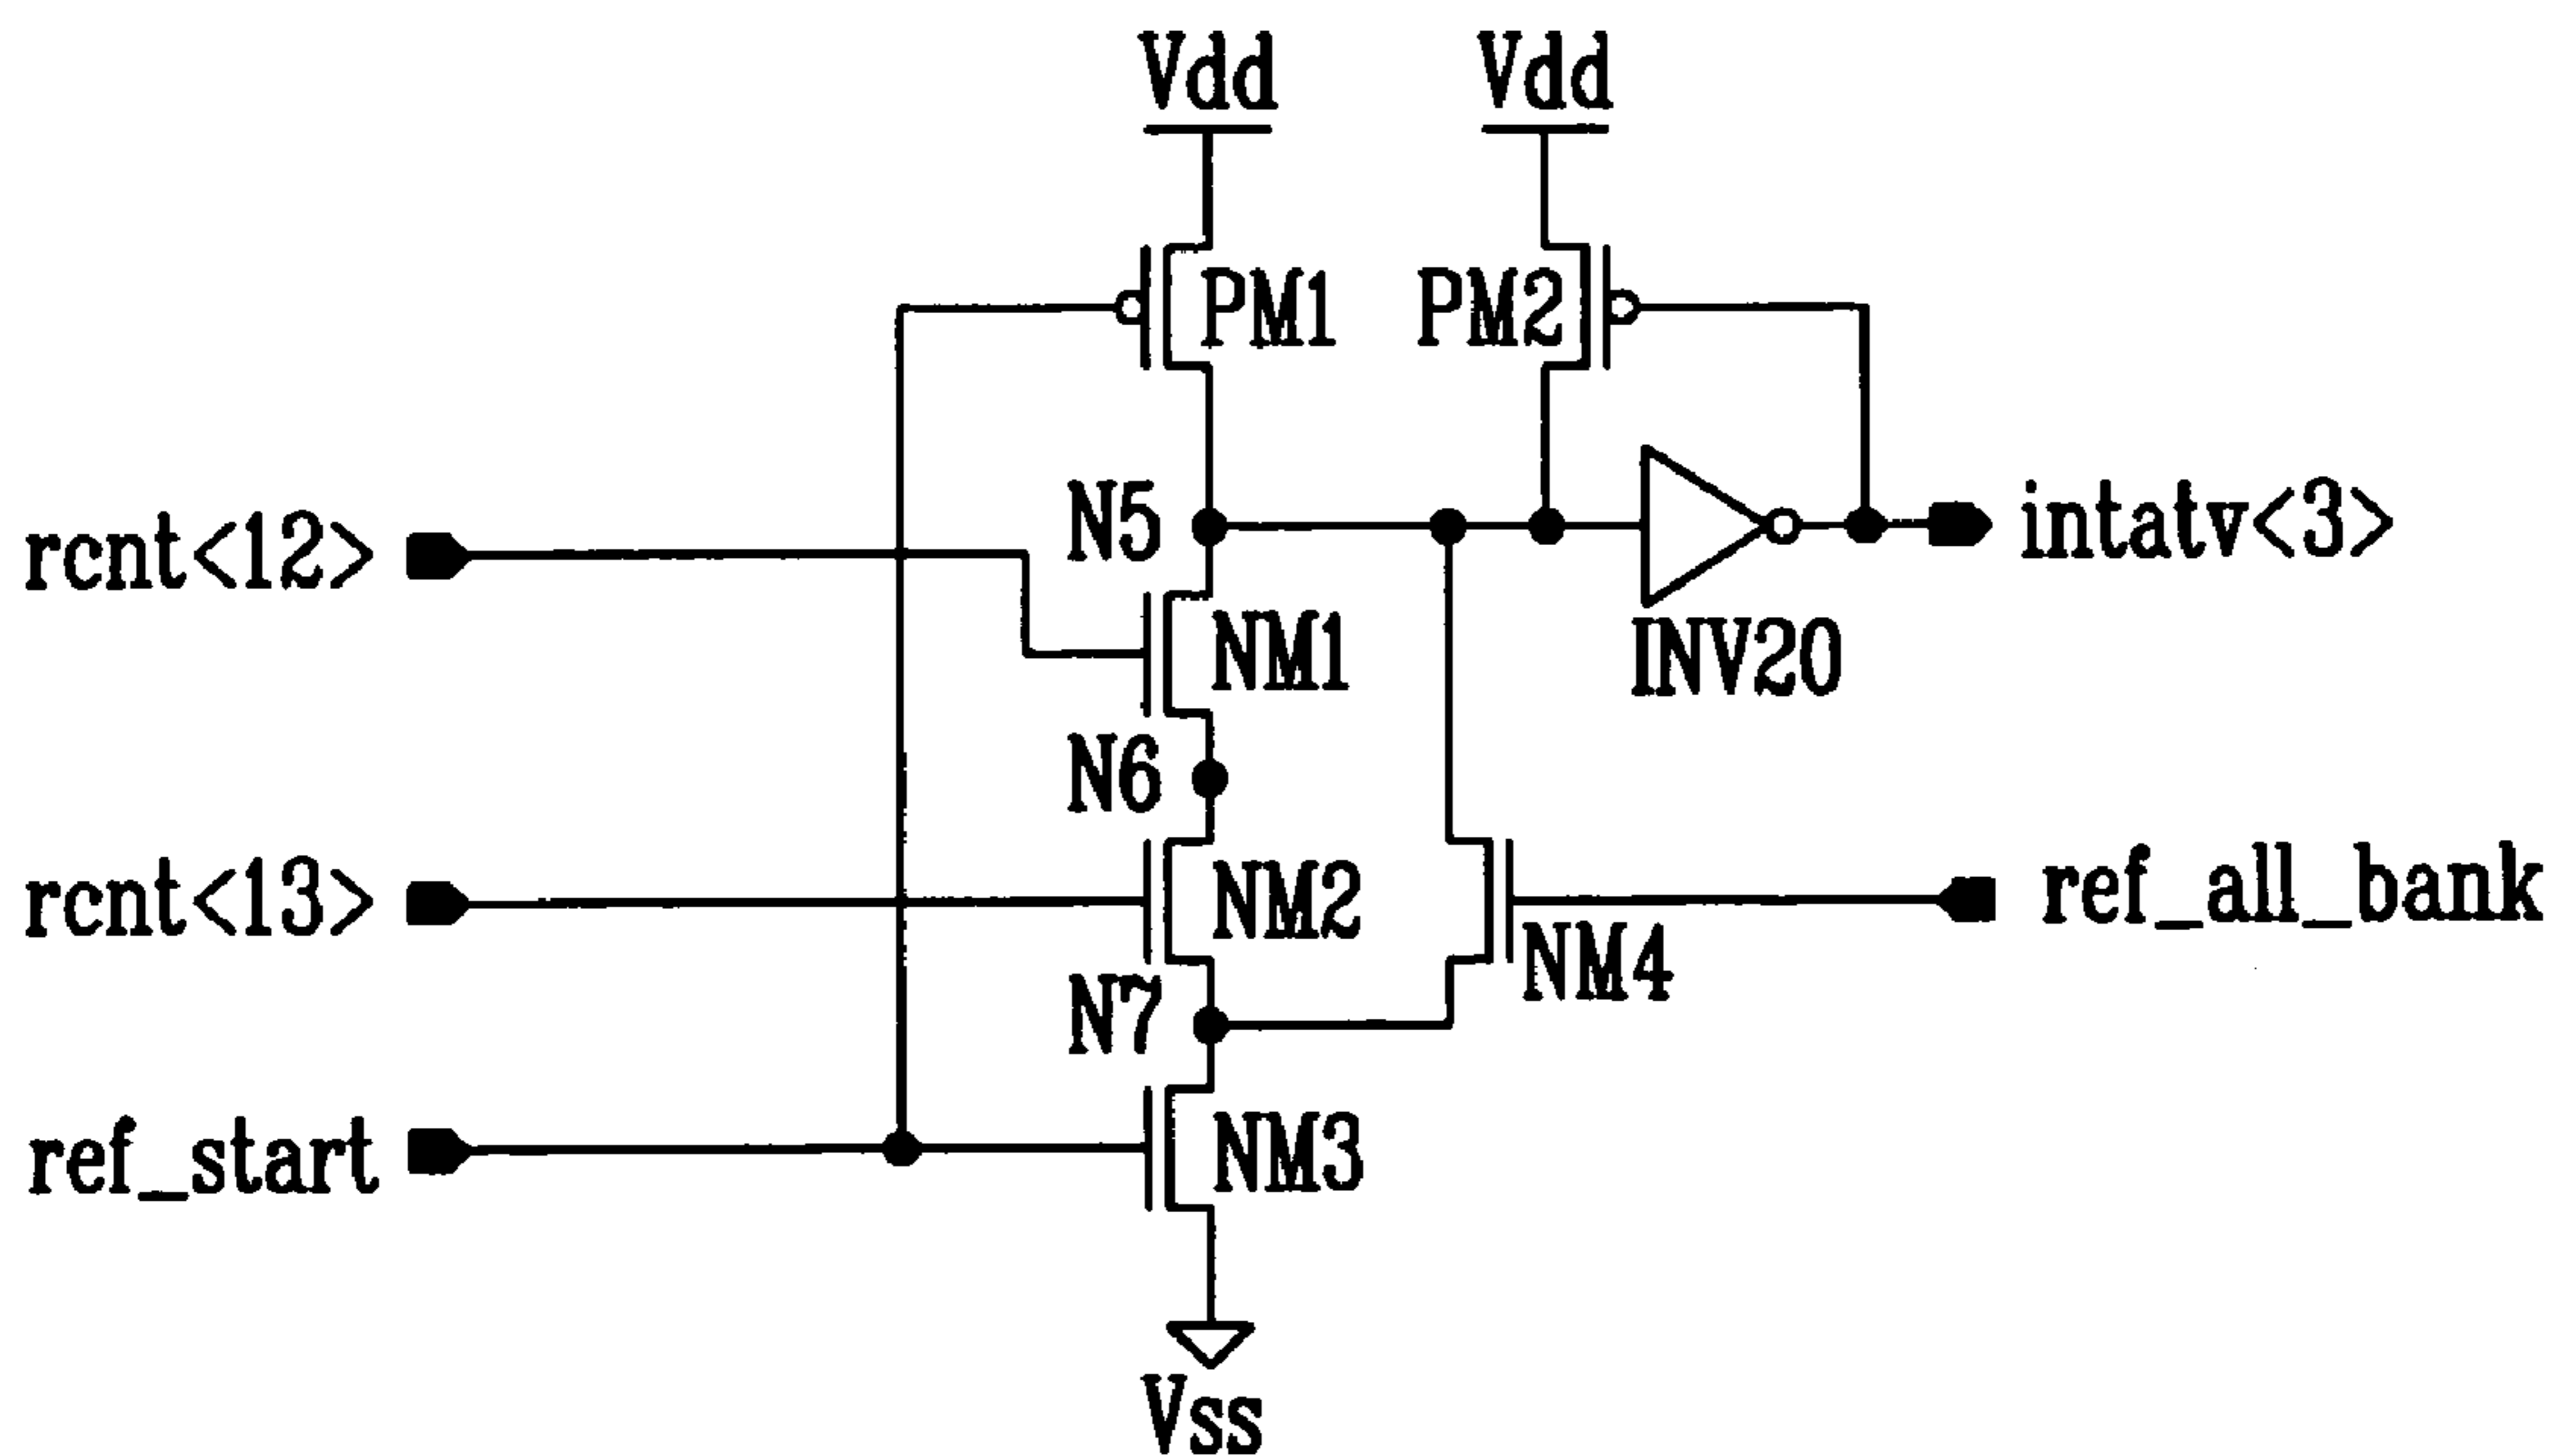 Vdd
Vdd
PM1
PM2
N5
rcnt<12>
intatv<3>
NM1
INV20
N6
rcnt<13>
NM2
ref_all_bank
NM4
N7
ref_start
NM3
Vss